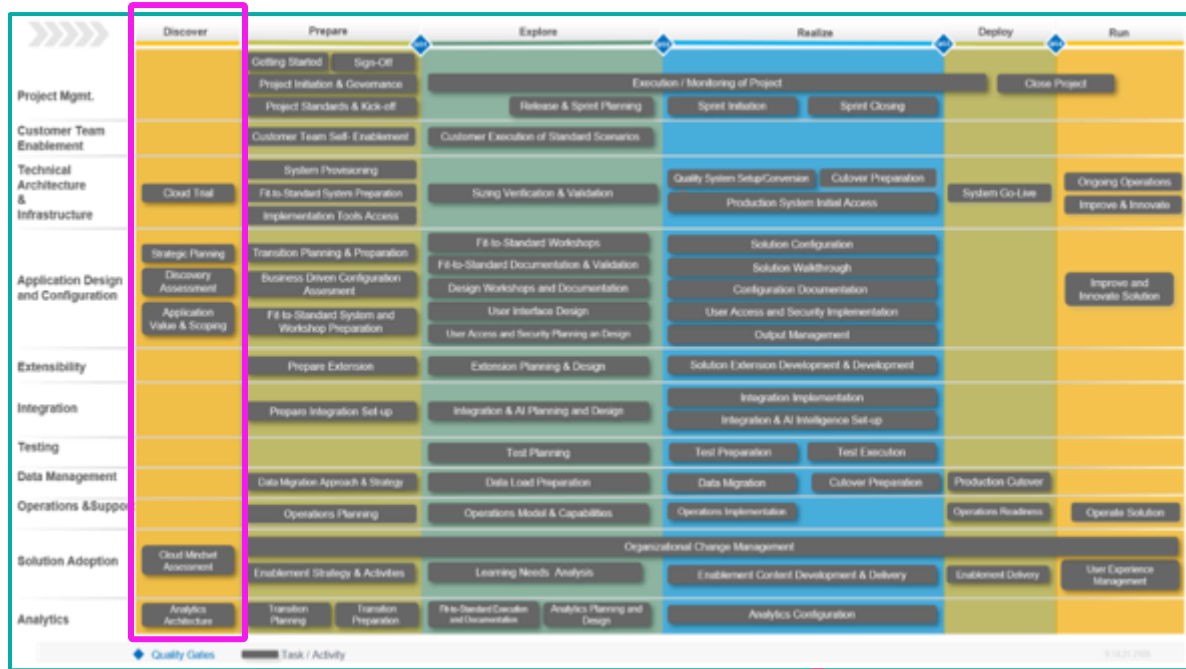 Discover
Prepare
Explore
Realize
Deploy
Run
Project Mgmt.
Getting Started
Sign-Off
Project Initiation & Governance
Execution / Monitoring of Project
Close Project
Project Standards & Kick-off
Release & Sprint Planning
Sprint Initiation
Sprint Closing
Customer Team
Enablement
Customer Team Self- Enablement
Customer Execution of Standard Scenarios
Technical
Architecture
&
Infrastructure
Cloud Trial
System Provisioning
Fit-to-Standard System Preparation
Implementation Tools Access
Sizing Verification & Validation
Quality System Setup/Conversion
Cutover Preparation
Production System Initial Access
System Go-Live
Ongoing Operations
Improve & Innovate
Application Design
and Configuration
Strategic Planning
Discovery
Assessment
Application
Value & Scoping
Transition Planning & Preparation
Business Driven Configuration
Assesment
Fit-to-Standard System and
Workshop Preparation
Fit-to-Standard Workshops
Fit-to-Standard Documentation & Validation
Design Workshops and Documentation
User Interface Design
User Access and Security Planning an Design
Solution Configuration
Solution Walkthrough
Configuration Documentation
User Access and Security Implementation
Output Management
Improve and
Innovate Solution
Extensibility
Prepare Extension
Extension Planning & Design
Solution Extension Development & Development
Integration
Prepare Integration Set-up
Integration & AI Planning and Design
Integration Implementation
Integration & AI Intelligence Set-up
Testing
Test Planning
Test Preparation
Test Execution
Data Management
Data Migration Approach & Strategy
Data Load Preparation
Data Migration
Cutover Preparation
Production Cutover
Operations &Suppor
Operations Planning
Operations Model & Capabilities
Operations Implementation
Operations Readiness
Operate Solution
Solution Adoption
Cloud Mindset
Assessment
Organizational Change Management
Enablement Strategy & Activities
Learning Needs Analysis
Enablement Content Development & Delivery
Enablement Delivery
User Experience
Management
Analytics
Analytics
Architecture
Transition
Planning
Transition
Preparation
Fit-to-Standard Execution
and Documentation
Analytics Planning and
Design
Analytics Configuration
Quality Gates
Task / Activity